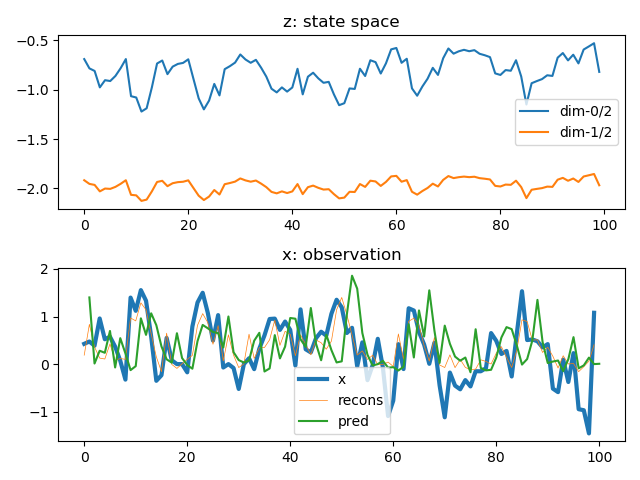 z: state space
−0.5
−1.0
−1.5
−2.0
dim-0/2
dim-1/2
0 20 40 60 80 100
x: observation
2
1
0
−1
x
recons
pred
0 20 40 60 80 100